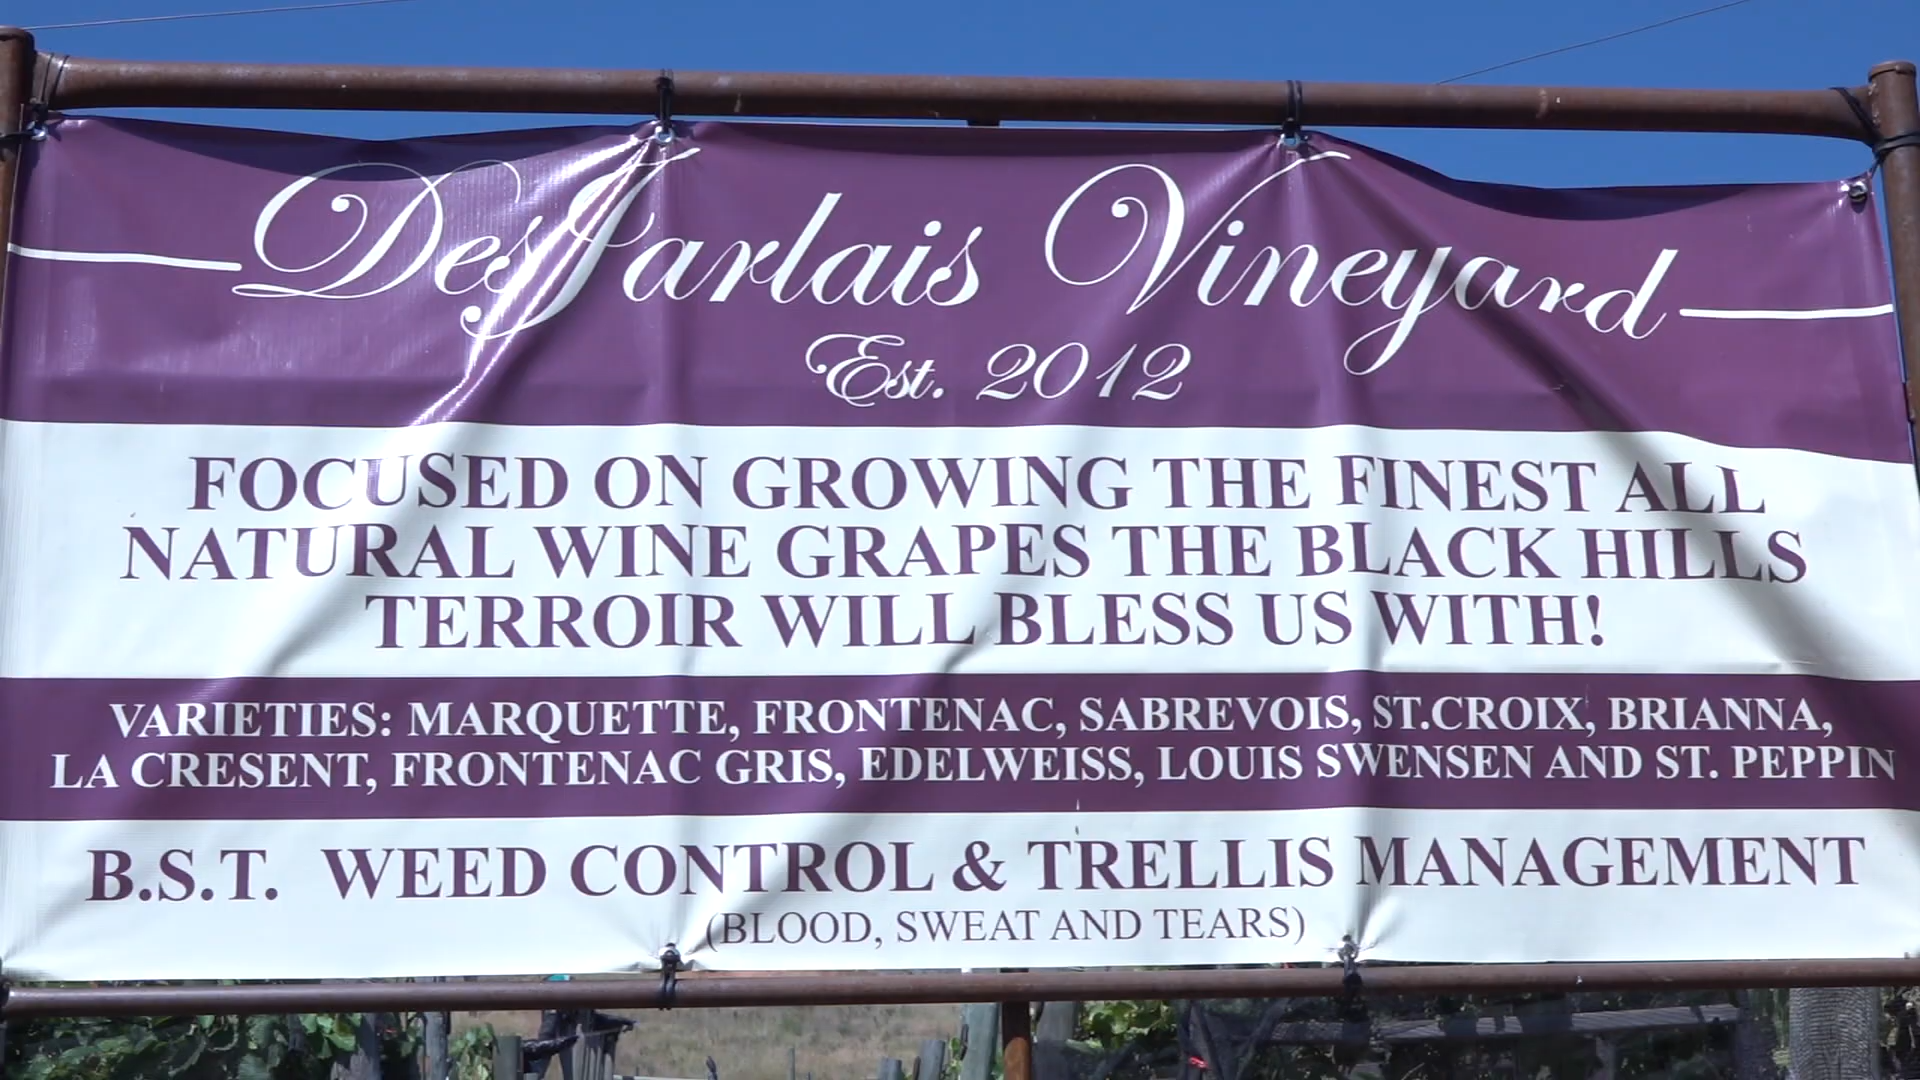 DesJarlais Vineyard
Est. 2012
FOCUSED ON GROWING THE FINEST ALL
NATURAL WINE GRAPES THE BLACK HILLS
TERROIR WILL BLESS US WITH!
VARIETIES: MARQUETTE, FRONTENAC, SABREVOIS, ST.CROIX, BRIANNA,
LA CRESENT, FRONTENAC GRIS, EDELWEISS, LOUIS SWENSEN AND ST. PEPPIN
B.S.T. WEED CONTROL & TRELLIS MANAGEMENT
(BLOOD, SWEAT AND TEARS)